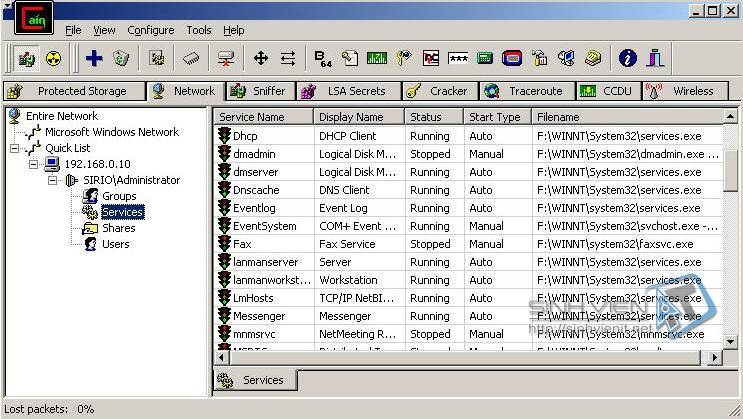 Cain
File View Configure Tools Help
B 64
***
Protected Storage Network Sniffer LSA Secrets Cracker Traceroute CCDU Wireless
Entire Network
Microsoft Windows Network
Quick List
192.168.0.10
SIRIO\Administrator
Groups
Services
Shares
Users
Service Name Display Name Status Start Type Filename
Dhcp DHCP Client Running Auto F:\WINNT\System32\services.exe
dmadmin Logical Disk M... Stopped Manual F:\WINNT\System32\dmadmin.exe ...
dmserver Logical Disk M... Running Auto F:\WINNT\System32\services.exe
Dnscache DNS Client Running Auto F:\WINNT\System32\services.exe
Eventlog Event Log Running Auto F:\WINNT\System32\services.exe
EventSystem COM+ Event ... Running Manual F:\WINNT\System32\svchost.exe -...
Fax Fax Service Stopped Manual F:\WINNT\system32\faxsvc.exe
lanmanserver Server Running Auto F:\WINNT\System32\services.exe
lanmanworkst... Workstation Running Auto F:\WINNT\System32\services.exe
LmHosts TCP/IP NetBI... Running Auto F:\WINNT\System32\services.exe
Messenger Messenger Running Auto F:\WINNT\System32\services.exe
mnmsrvc NetMeeting R... Stopped Manual F:\WINNT\System32\mnmsrvc.exe
SINH VIEN
http://sinhvienit.net
Services
Lost packets: 0%